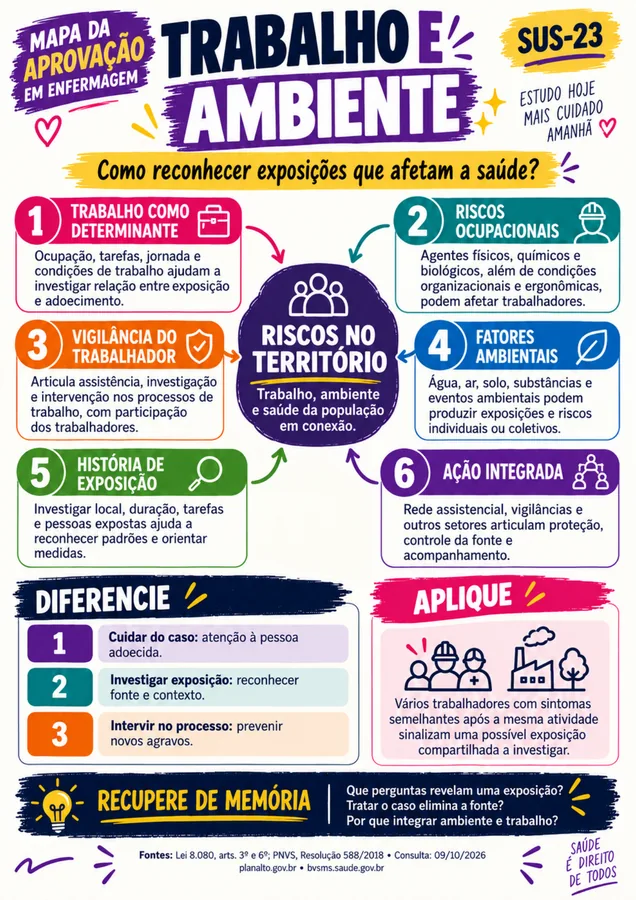 MAPA DA
APROVAÇÃO
EM ENFERMAGEM
TRABALHO E
AMBIENTE
SUS-23
ESTUDO HOJE
MAIS CUIDADO
AMANHÃ
Como reconhecer exposições que afetam a saúde?
1
TRABALHO COMO
DETERMINANTE
Ocupação, tarefas, jornada e
condições de trabalho ajudam a
investigar relação entre exposição
e adoecimento.
2
RISCOS
OCUPACIONAIS
Agentes físicos, químicos e
biológicos, além de condições
organizacionais e ergonômicas,
podem afetar trabalhadores.
RISCOS NO
TERRITÓRIO
Trabalho, ambiente
e saúde da população
em conexão.
3
VIGILÂNCIA DO
TRABALHADOR
Articula assistência, investigação
e intervenção nos processos de
trabalho, com participação
dos trabalhadores.
4
FATORES
AMBIENTAIS
Água, ar, solo, substâncias e
eventos ambientais podem
produzir exposições e riscos
individuais ou coletivos.
5
HISTÓRIA DE
EXPOSIÇÃO
Investigar local, duração, tarefas
e pessoas expostas ajuda a
reconhecer padrões e orientar
medidas.
6
AÇÃO INTEGRADA
Rede assistencial, vigilâncias e
outros setores articulam proteção,
controle da fonte e
acompanhamento.
DIFERENCIE
1
Cuidar do caso: atenção à pessoa
adoecida.
2
Investigar exposição: reconhecer
fonte e contexto.
3
Intervir no processo: prevenir
novos agravos.
APLIQUE
Vários trabalhadores com sintomas
semelhantes após a mesma atividade
sinalizam uma possível exposição
compartilhada a investigar.
RECUPERE DE MEMÓRIA
Que perguntas revelam uma exposição?
Tratar o caso elimina a fonte?
Por que integrar ambiente e trabalho?
Fontes: Lei 8.080, arts. 3º e 6º; PNVS, Resolução 588/2018 • Consulta: 09/10/2026
planalto.gov.br • bvsms.saude.gov.br
SAÚDE
É DIREITO
DE TODOS